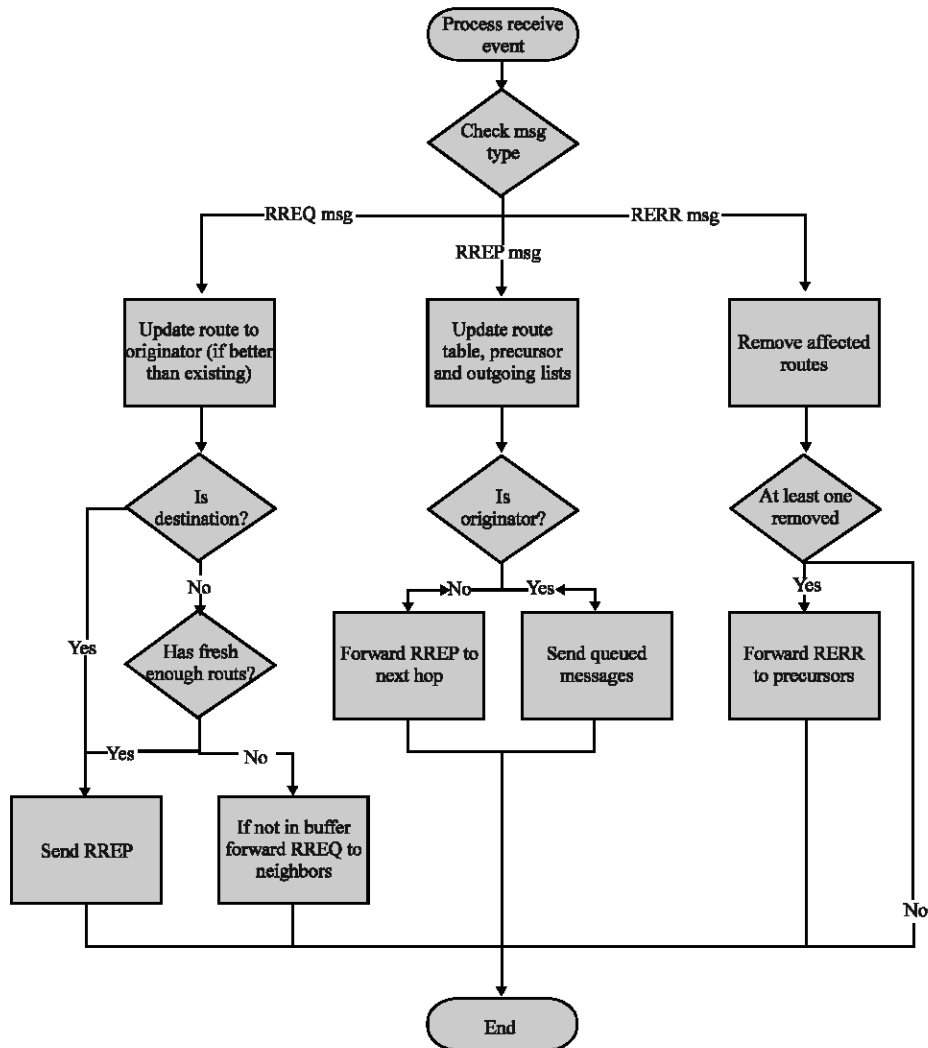 Process receive
event
Check msg
type
RREQ msg
RERR msg
RREP msg
Update route to
originator (if better
than existing)
Update route
table, precursor
and outgoing lists
Remove affected
routes
Is
destination?
Is
originator?
At least one
removed
No
No
Yes
Yes
Yes
Has fresh
enough routs?
Forward RREP to
next hop
Send queued
messages
Forward RERR
to precursors
Yes
No
Send RREP
If not in buffer
forward RREQ to
neighbors
No
End